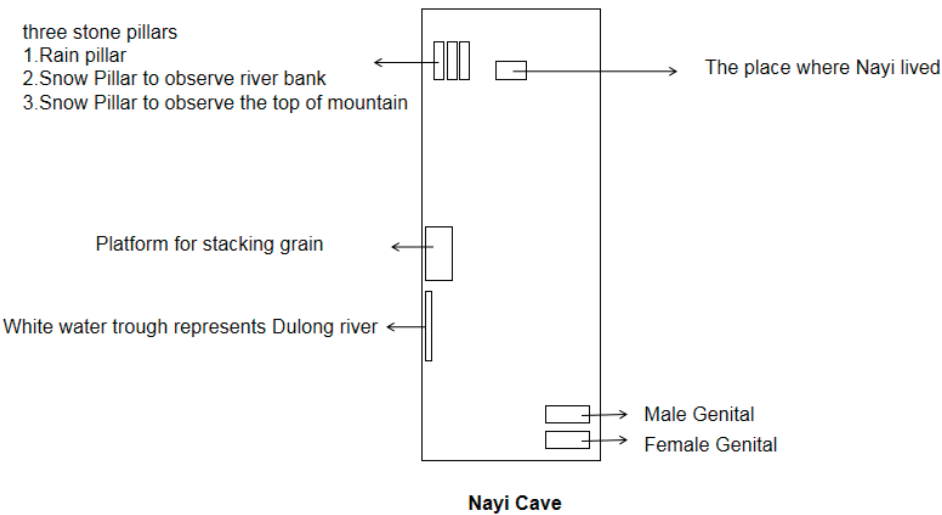 three stone pillars
1.Rain pillar
2.Snow Pillar to observe river bank
3.Snow Pillar to observe the top of mountain
The place where Nayi lived
Platform for stacking grain
White water trough represents Dulong river
Male Genital
Female Genital
Nayi Cave